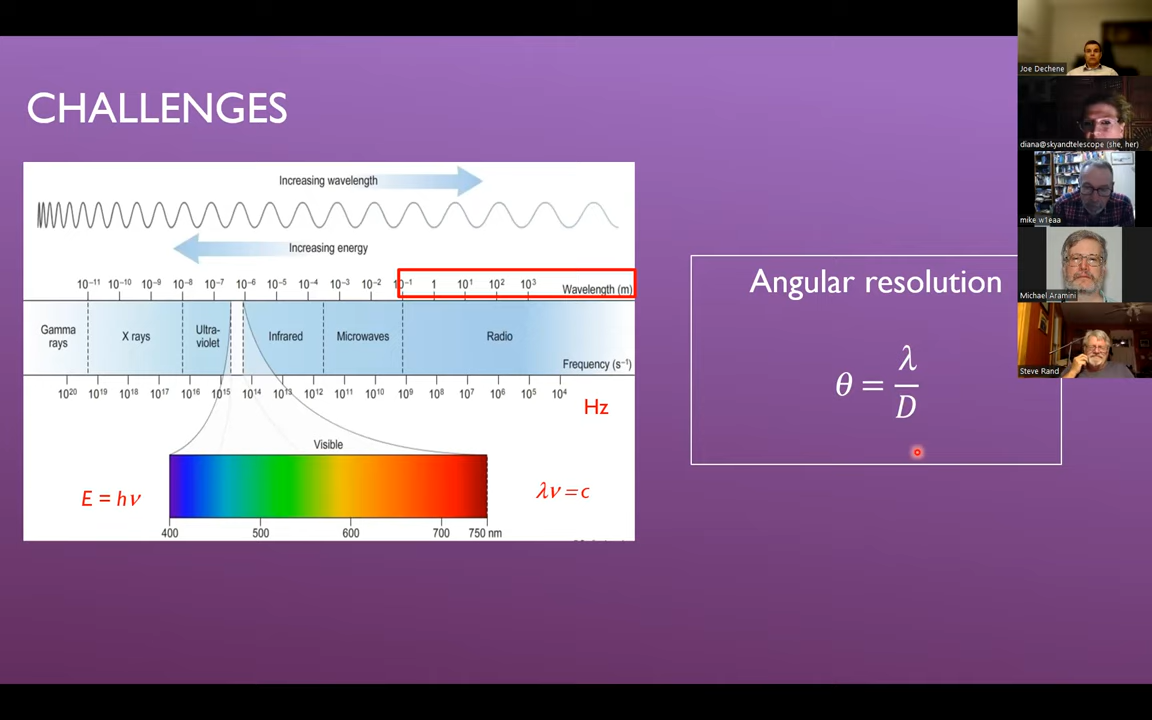 CHALLENGES
Increasing wavelength
Increasing energy
10⁻¹¹ 10⁻¹⁰ 10⁻⁹ 10⁻⁸ 10⁻⁷ 10⁻⁶ 10⁻⁵ 10⁻⁴ 10⁻³ 10⁻² 10⁻¹ 1 10¹ 10² 10³ Wavelength (m)
Gamma rays
X rays
Ultra-violet
Infrared
Microwaves
Radio
Frequency (s⁻¹)
10²⁰ 10¹⁹ 10¹⁸ 10¹⁷ 10¹⁶ 10¹⁵ 10¹⁴ 10¹³ 10¹² 10¹¹ 10¹⁰ 10⁹ 10⁸ 10⁷ 10⁶ 10⁵ 10⁴
Hz
Visible
E = hν
λν = c
400 500 600 700 750 nm
Angular resolution
θ = λ/D
Joe Dechene
diana@skyandtelescope (she, her)
mike w1eaa
Michael Aramini
Steve Rand